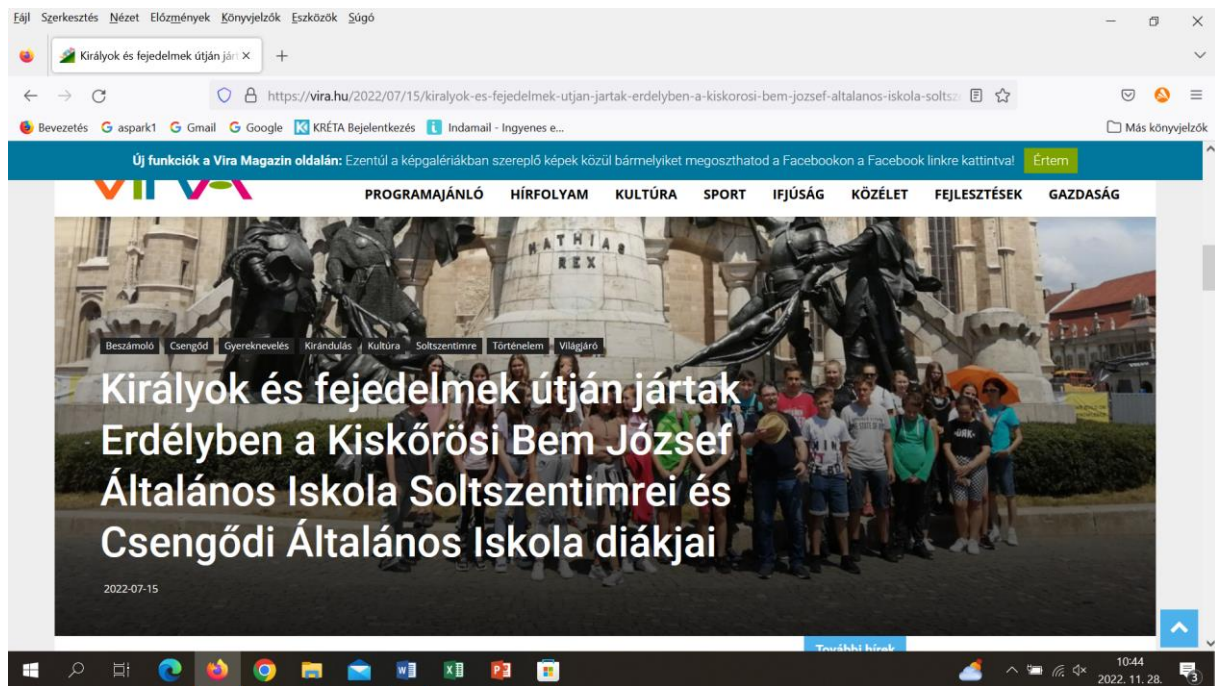 Fájl Szerkesztés Nézet Előzmények Könyvjelzők Eszközök Súgó
Királyok és fejedelmek útján járt
https://vira.hu/2022/07/15/kiralyok-es-fejedelmek-utjan-jartak-erdelyben-a-kiskorosi-bem-jozsef-altalanos-iskola-soltsz
Bevezetés aspark1 Gmail Google KRÉTA Bejelentkezés Indamail - Ingyenes e... Más könyvjelzők
Új funkciók a Vira Magazin oldalán: Ezentúl a képgalériákban szereplő képek közül bármelyiket megoszthatod a Facebookon a Facebook linkre kattintva! Értem
PROGRAMAJÁNLÓ HÍRFOLYAM KULTÚRA SPORT IFJÚSÁG KÖZÉLET FEJLESZTÉSEK GAZDASÁG
MATHIAS
REX
Beszámoló Csengőd Gyereknevelés Kirándulás Kultúra Soltszentimre Történelem Világjáró
Királyok és fejedelmek útján jártak
Erdélyben a Kiskőrösi Bem József
Általános Iskola Soltszentimrei és
Csengődi Általános Iskola diákjai
2022-07-15
További hírek
10:44
2022. 11. 28.
3